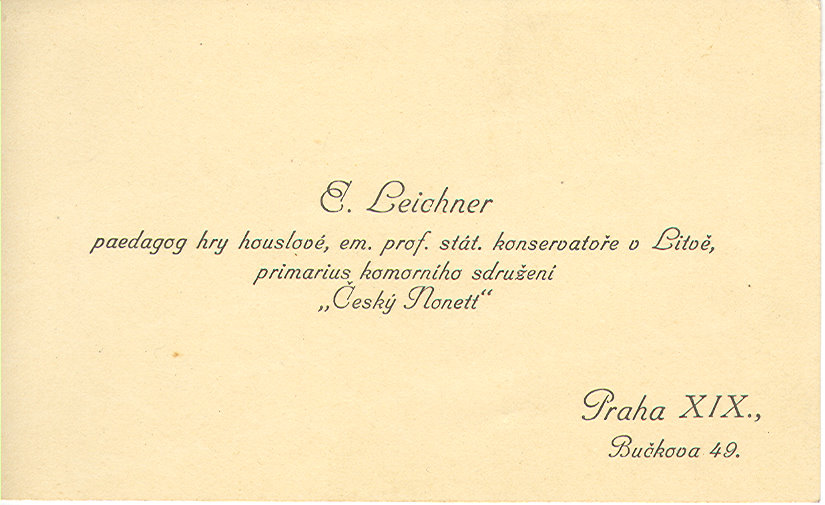 E. Leichner
paedagog hry houslové, em. prof. stát. konservatoře v Litvě,
primarius komorního sdružení
„Český Nonett“
Praha XIX.,
Bučkova 49.